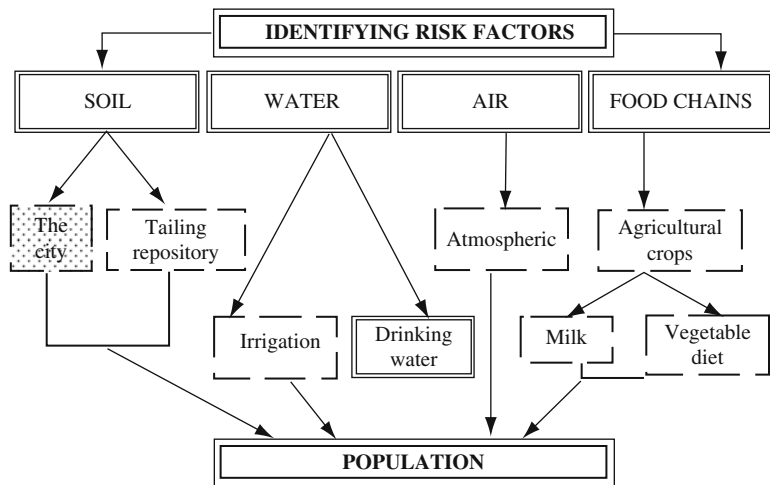 IDENTIFYING RISK FACTORS
SOIL
WATER
AIR
FOOD CHAINS
The
city
Tailing
repository
Atmospheric
Agricultural
crops
Irrigation
Drinking
water
Milk
Vegetable
diet
POPULATION